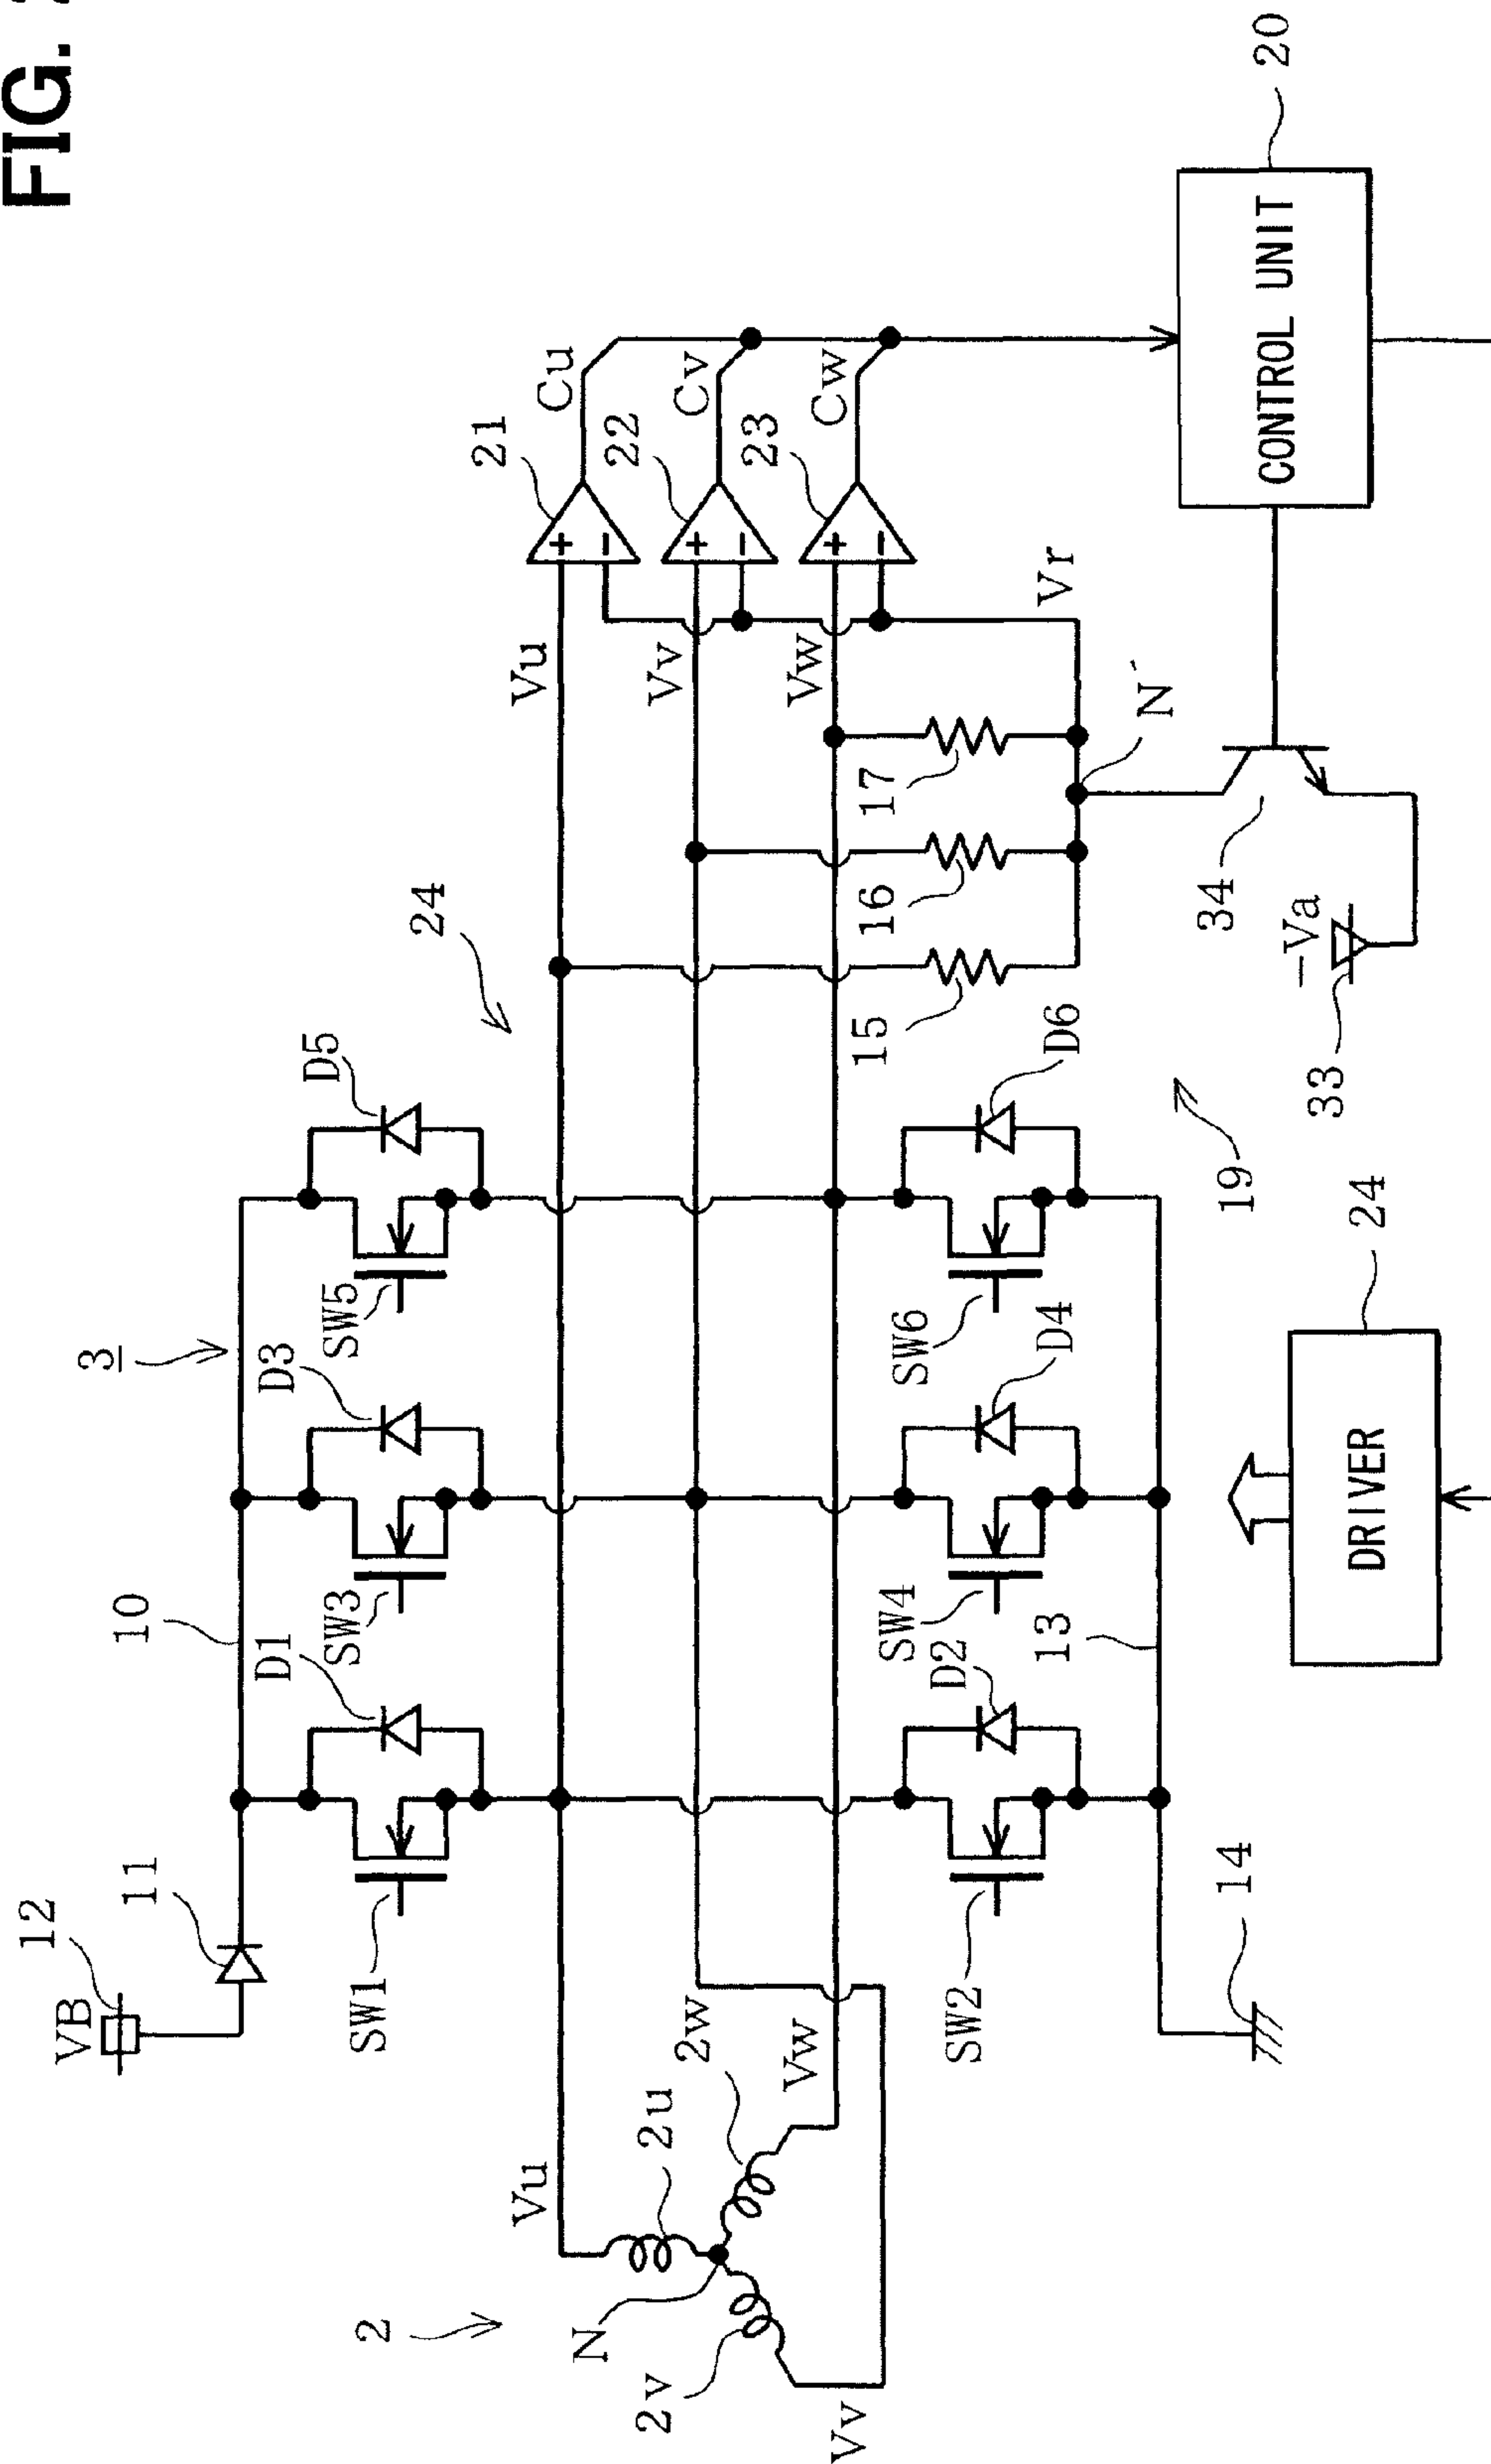 FIG.
3
24
21
Cu
22
Cv
23
Cw
Vu
Vv
Vw
Vr
10
D1
D3
D5
VB
12
11
SW1
SW3
SW5
2
Vu
2u
2w
Vw
N
2v
Vv
15
16
17
N´
SW2
D2
SW4
D4
SW6
D6
13
14
19
34
-Va
33
CONTROL UNIT
20
DRIVER
24